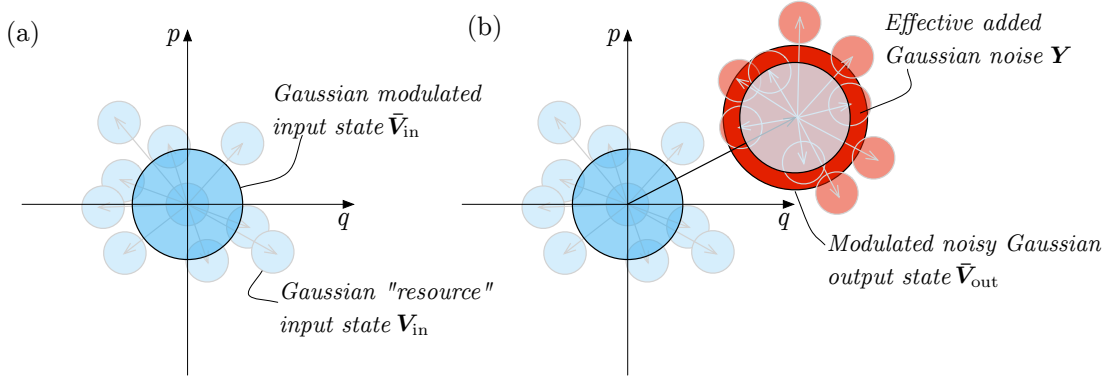 (a)
p
Gaussian modulated
input state V̄in
q
Gaussian "resource"
input state Vin
(b)
p
Effective added
Gaussian noise Y
q
Modulated noisy Gaussian
output state V̄out